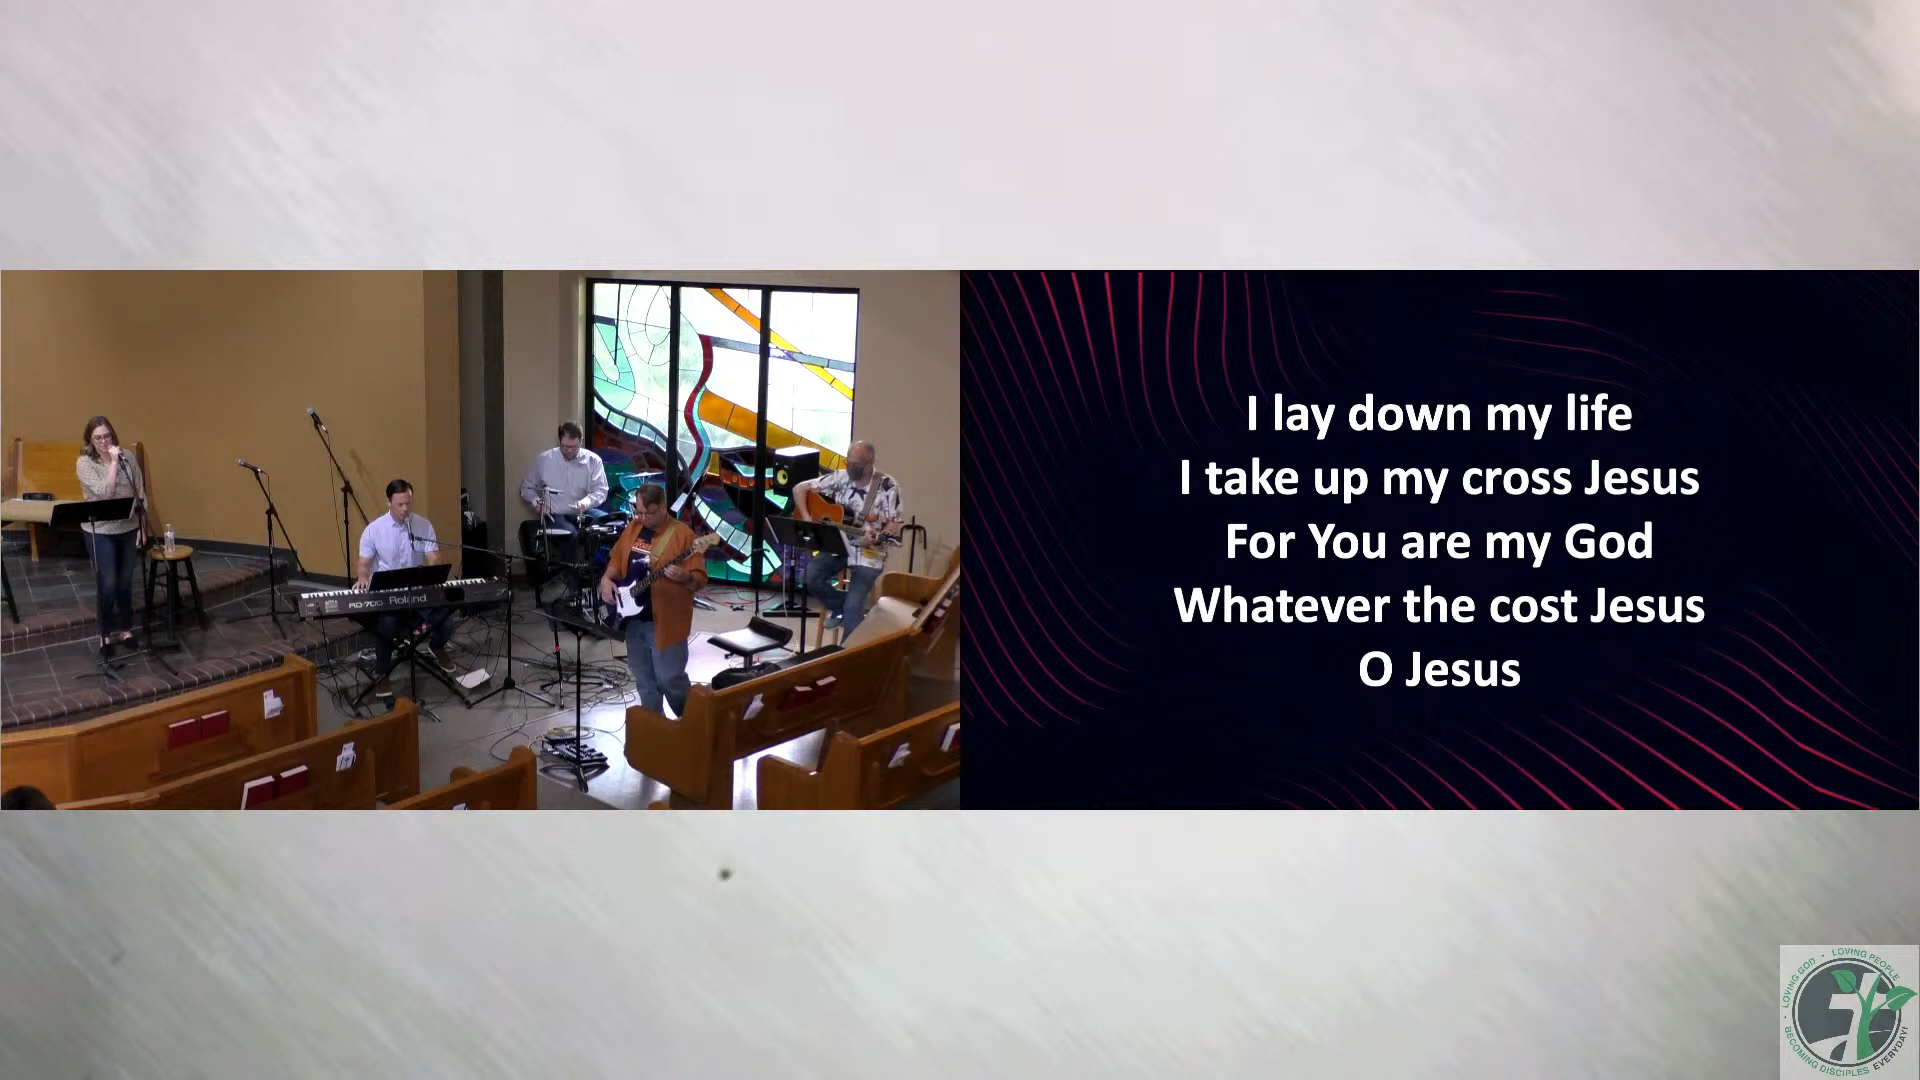 RD-700 Roland
I lay down my life
I take up my cross Jesus
For You are my God
Whatever the cost Jesus
O Jesus
· LOVING GOD · LOVING PEOPLE
BECOMING DISCIPLES EVERYDAY!